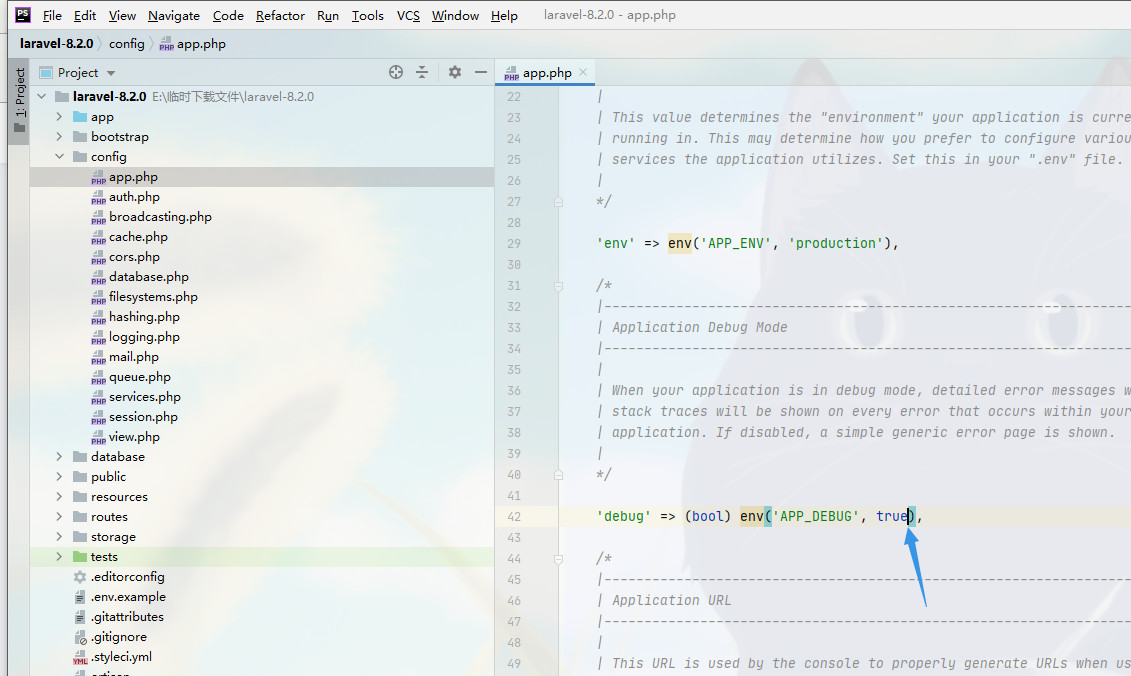 PS File Edit View Navigate Code Refactor Run Tools VCS Window Help laravel-8.2.0 - app.php
laravel-8.2.0 config app.php
1: Project
Project
laravel-8.2.0 E:\临时下载文件\laravel-8.2.0
app
bootstrap
config
app.php
auth.php
broadcasting.php
cache.php
cors.php
database.php
filesystems.php
hashing.php
logging.php
mail.php
queue.php
services.php
session.php
view.php
database
public
resources
routes
storage
tests
.editorconfig
.env.example
.gitattributes
.gitignore
.styleci.yml
app.php
22 |
23 | This value determines the "environment" your application is curre
24 | running in. This may determine how you prefer to configure variou
25 | services the application utilizes. Set this in your ".env" file.
26 |
27 */
28
29 'env' => env('APP_ENV', 'production'),
30
31 /*
32 |--------------------------------------------------------------------------
33 | Application Debug Mode
34 |--------------------------------------------------------------------------
35 |
36 | When your application is in debug mode, detailed error messages w
37 | stack traces will be shown on every error that occurs within your
38 | application. If disabled, a simple generic error page is shown.
39 |
40 */
41
42 'debug' => (bool) env('APP_DEBUG', true),
43
44 /*
45 |--------------------------------------------------------------------------
46 | Application URL
47 |--------------------------------------------------------------------------
48 |
49 | This URL is used by the console to properly generate URLs when us